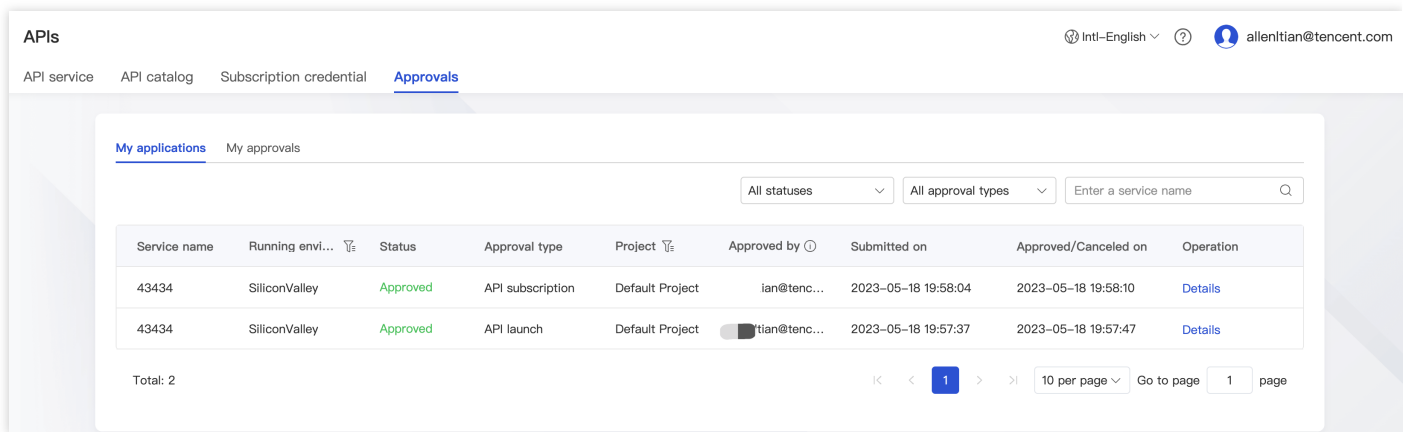 APIs
Intl-English
allenltian@tencent.com
API service API catalog Subscription credential Approvals
My applications My approvals
All statuses All approval types Enter a service name
Service name Running envi... Status Approval type Project Approved by Submitted on Approved/Canceled on Operation
43434 SiliconValley Approved API subscription Default Project ian@tenc... 2023-05-18 19:58:04 2023-05-18 19:58:10 Details
43434 SiliconValley Approved API launch Default Project tian@tenc... 2023-05-18 19:57:37 2023-05-18 19:57:47 Details
Total: 2 1 10 per page Go to page 1 page